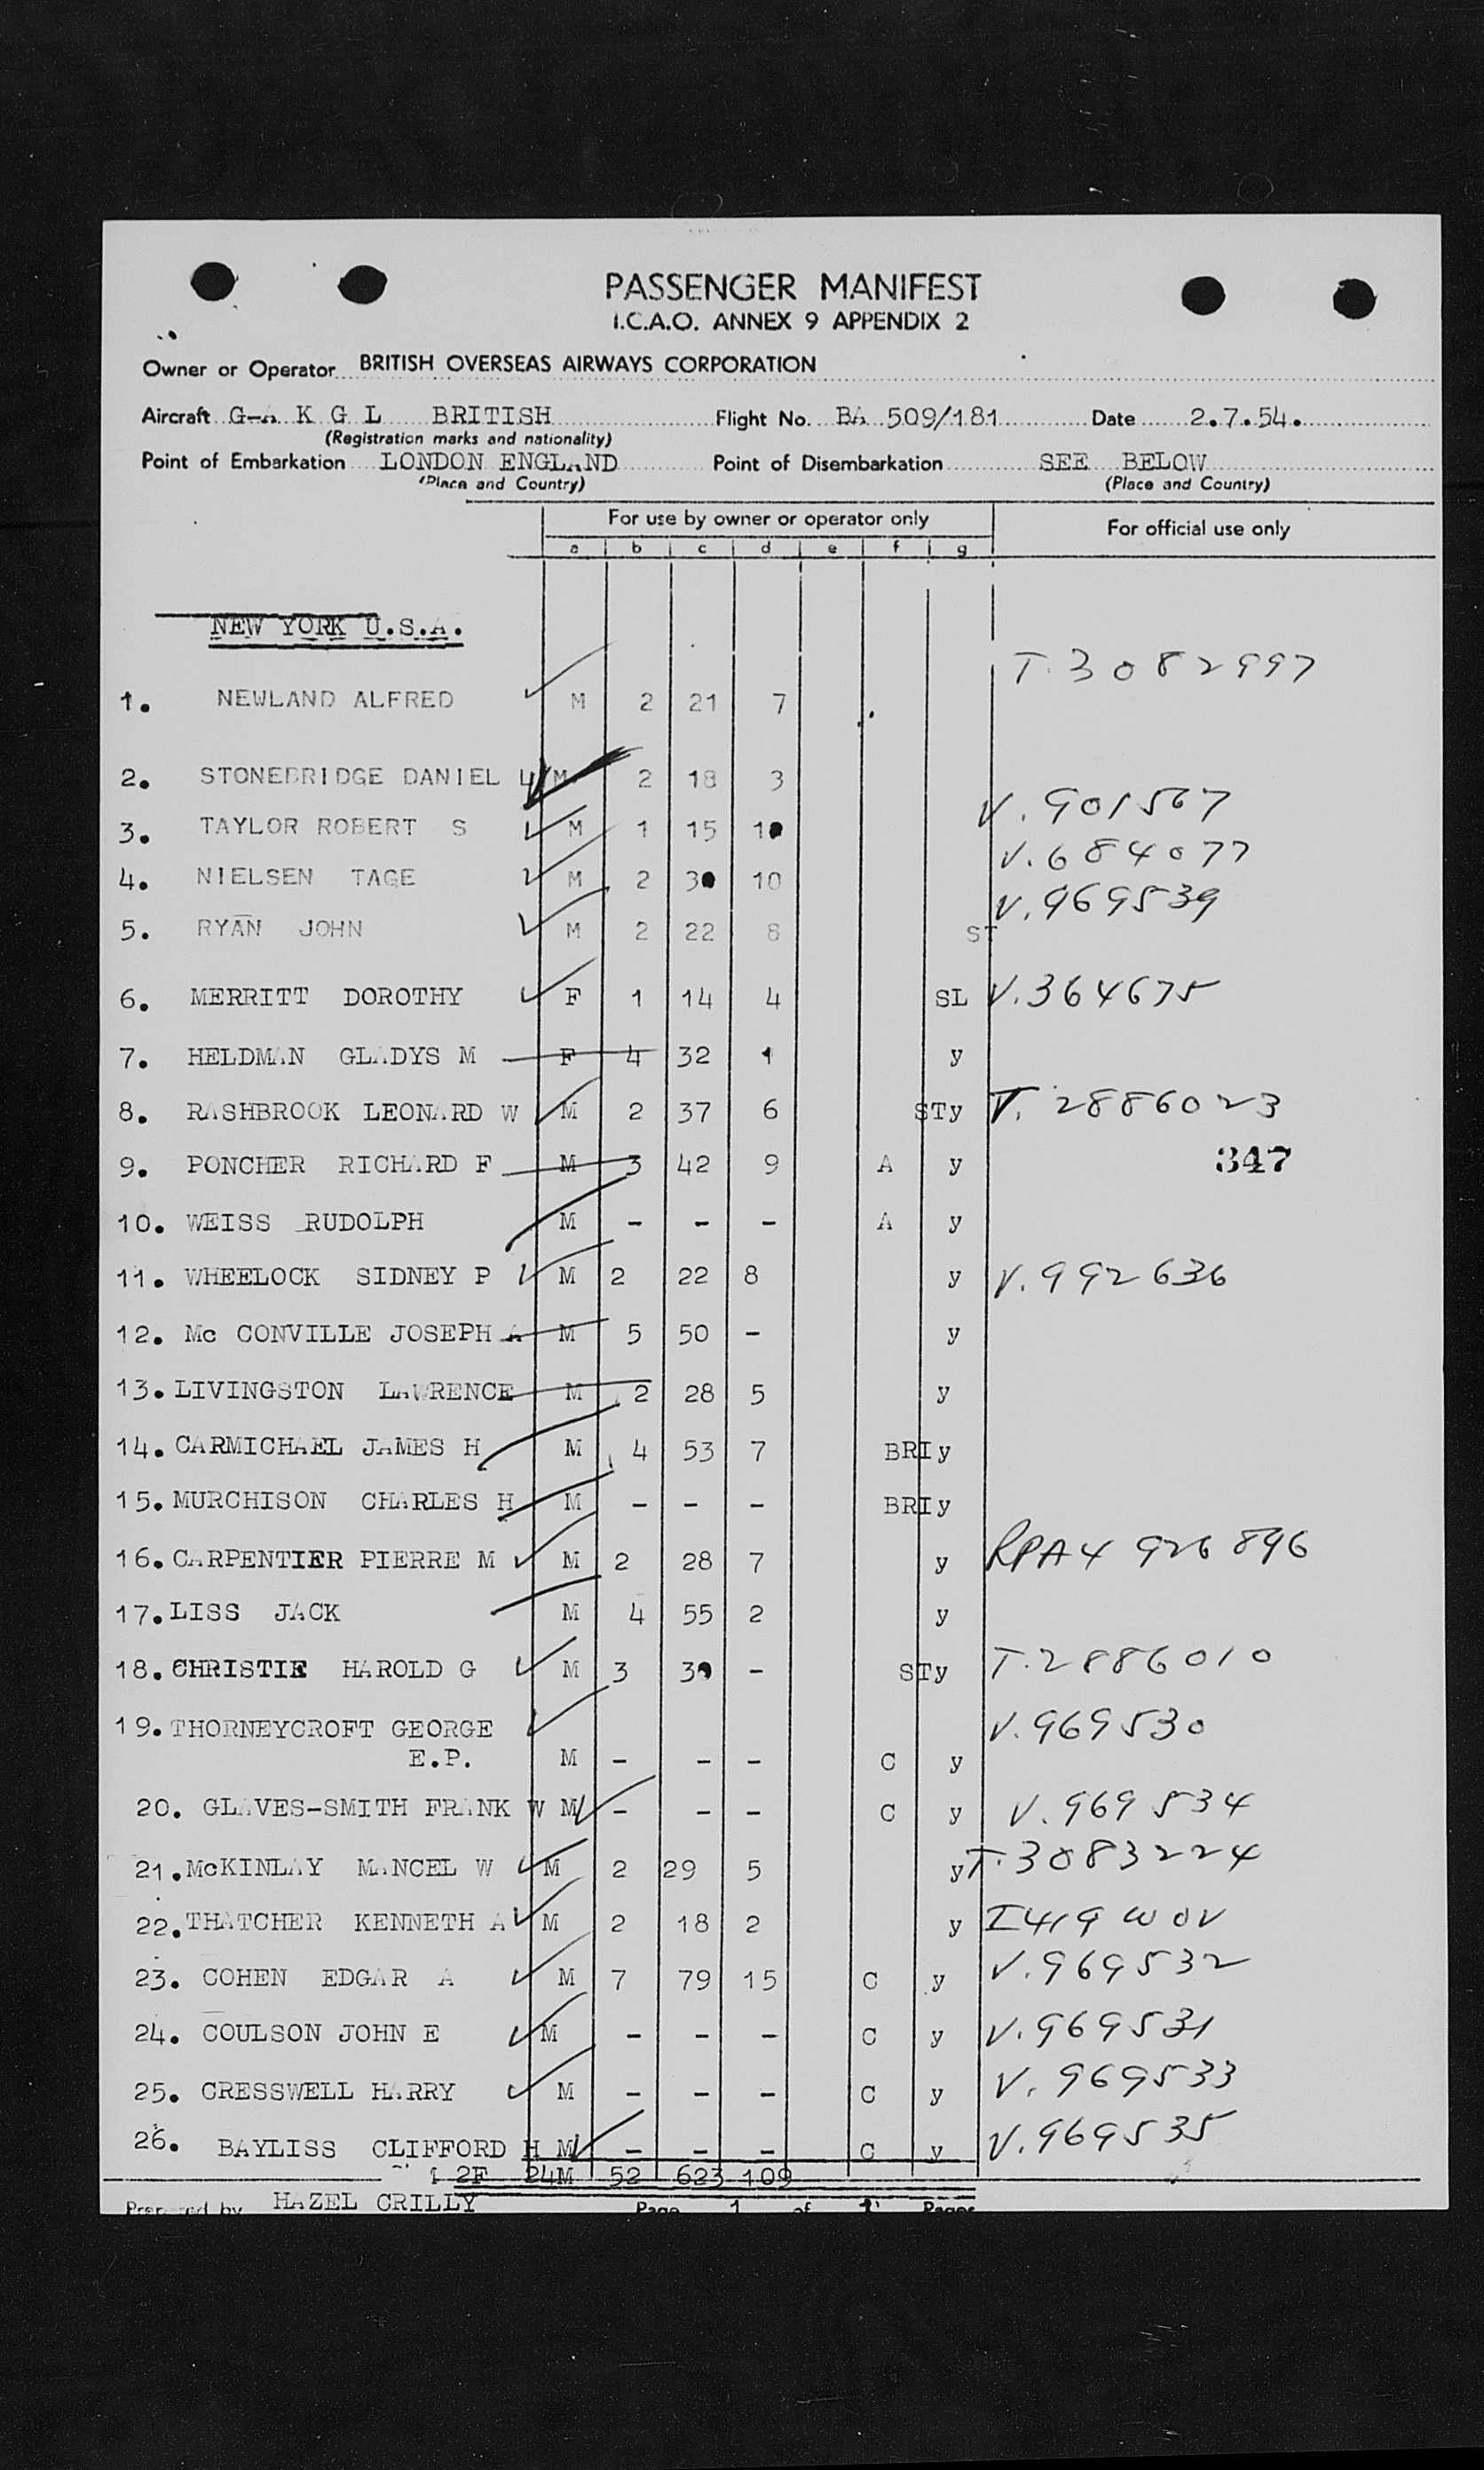 PASSENGER MANIFEST
I.C.A.O. ANNEX 9 APPENDIX 2
Owner or Operator BRITISH OVERSEAS AIRWAYS CORPORATION
Aircraft G-A K G L BRITISH Flight No. BA 509/181 Date 2.7.54.
(Registration marks and nationality)
Point of Embarkation LONDON ENGLAND Point of Disembarkation SEE BELOW
(Place and Country) (Place and Country)
For use by owner or operator only For official use only
a b c d e f g
NEW YORK U.S.A.
T.3082997
1. NEWLAND ALFRED M 2 21 7
2. STONEBRIDGE DANIEL M 2 18 3
V.901567
3. TAYLOR ROBERT S M 1 15
V.684077
4. NIELSEN TAGE M 2 10
V.969539
5. RYAN JOHN M 2 22 8 ST
6. MERRITT DOROTHY F 1 14 4 SL V.364675
7. HELDMAN GLADYS M F 4 32 1 y
8. RASHBROOK LEONARD W M 2 37 6 STy T.2886023
9. PONCHER RICHARD F M 3 42 9 A y 347
10. WEISS RUDOLPH M - - - A y
11. WHEELOCK SIDNEY P M 2 22 8 y V.992636
12. Mc CONVILLE JOSEPH A M 5 50 - y
13. LIVINGSTON LAWRENCE M 2 28 5 y
14. CARMICHAEL JAMES H M 4 53 7 BRI y
15. MURCHISON CHARLES H M - - - BRI y
16. CARPENTIER PIERRE M M 2 28 7 y RPA4 926896
17. LISS JACK M 4 55 2 y
18. CHRISTIE HAROLD G M 3 - STy T.2886010
19. THORNEYCROFT GEORGE V.969530
E.P. M - - - C y
20. GLAVES-SMITH FRANK W M - - - C y V.969534
21. McKINLAY MANCEL W M 2 29 5 y T.3083224
22. THATCHER KENNETH A M 2 18 2 y I419 WOV
23. COHEN EDGAR A M 7 79 15 C y V.969532
24. COULSON JOHN E M - - - C y V.969531
25. CRESSWELL HARRY M - - - C y V.969533
26. BAYLISS CLIFFORD H M - - - C y V.969535
2F 24M 52 623 109
Prepared by HAZEL CRILLY Page 1 of 1 Pages